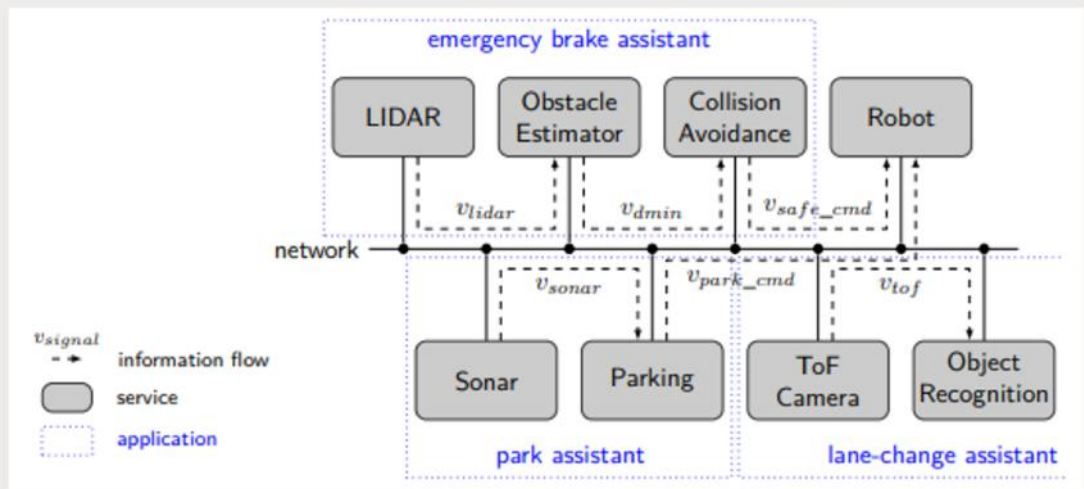 emergency brake assistant
LIDAR
Obstacle
Estimator
Collision
Avoidance
Robot
v_lidar
v_dmin
v_safe_cmd
network
v_sonar
v_park_cmd
v_tof
v_signal
information flow
service
application
Sonar
Parking
ToF
Camera
Object
Recognition
park assistant
lane-change assistant